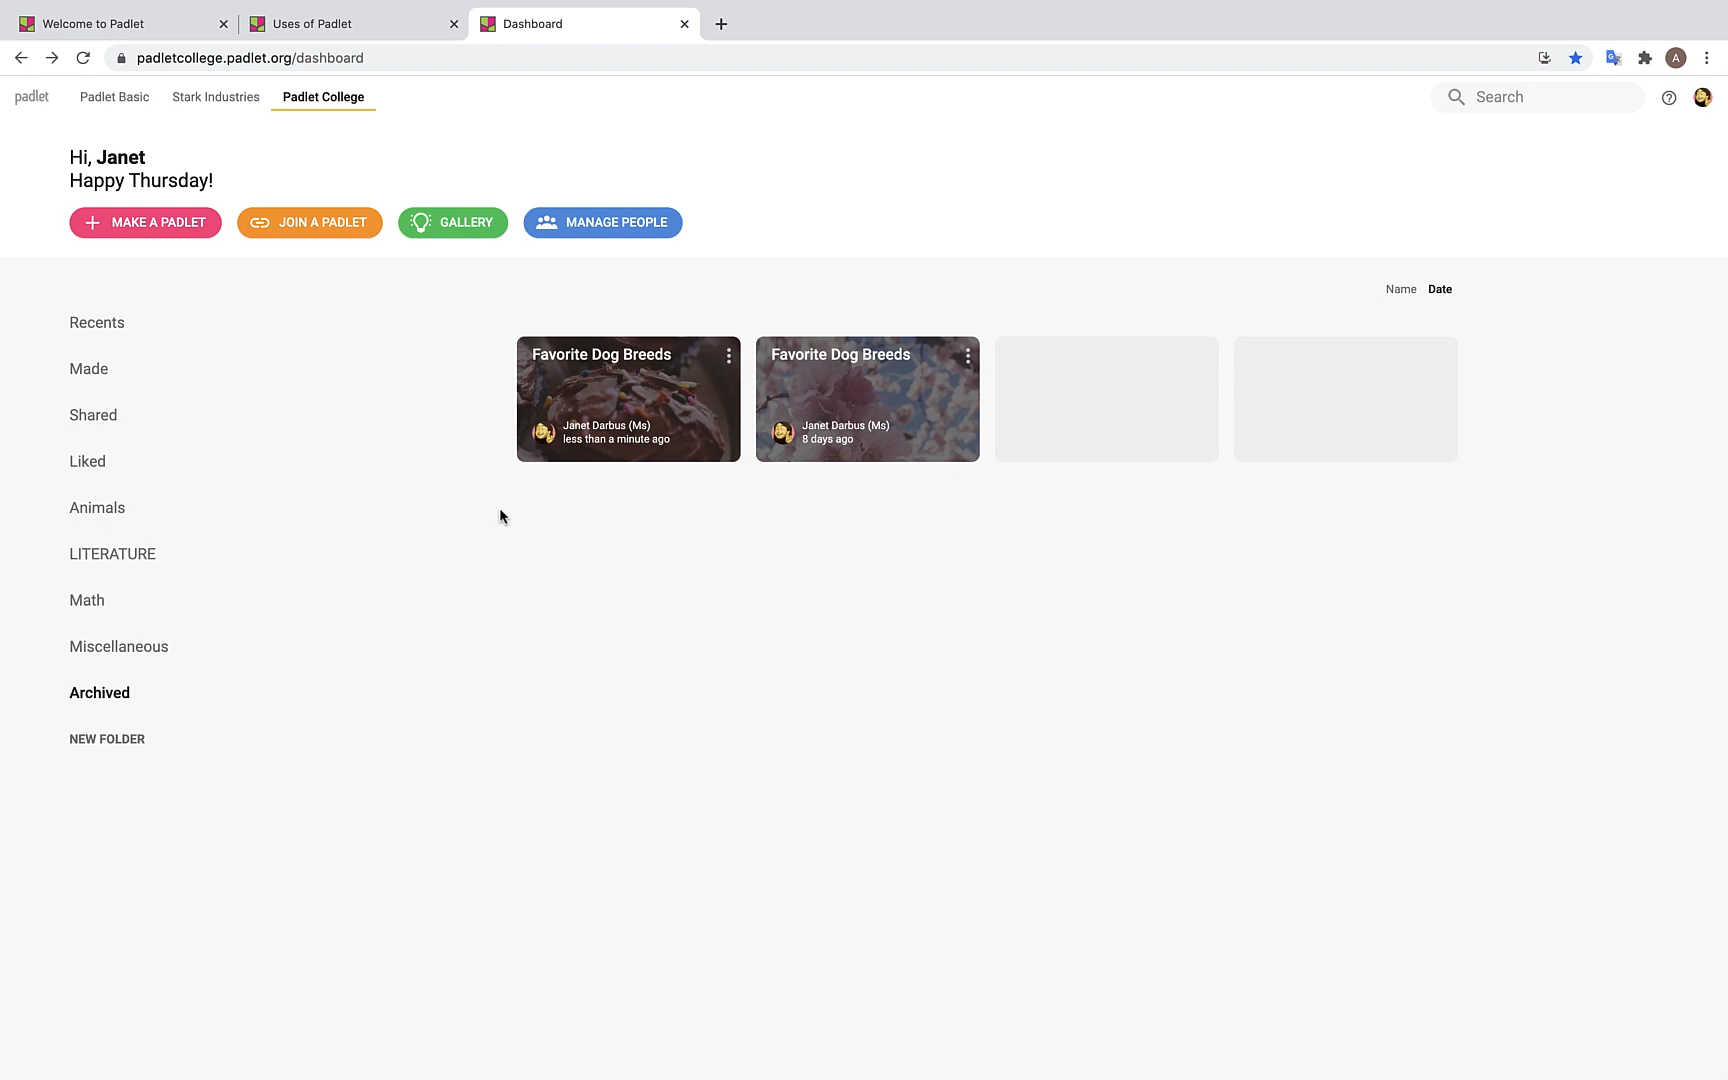 Welcome to Padlet
Uses of Padlet
Dashboard
padletcollege.padlet.org/dashboard
A
padlet
Padlet Basic
Stark Industries
Padlet College
Search
Hi, Janet
Happy Thursday!
MAKE A PADLET
JOIN A PADLET
GALLERY
MANAGE PEOPLE
Name
Date
Recents
Made
Shared
Liked
Animals
LITERATURE
Math
Miscellaneous
Archived
NEW FOLDER
Favorite Dog Breeds
Janet Darbus (Ms)
less than a minute ago
Favorite Dog Breeds
Janet Darbus (Ms)
8 days ago